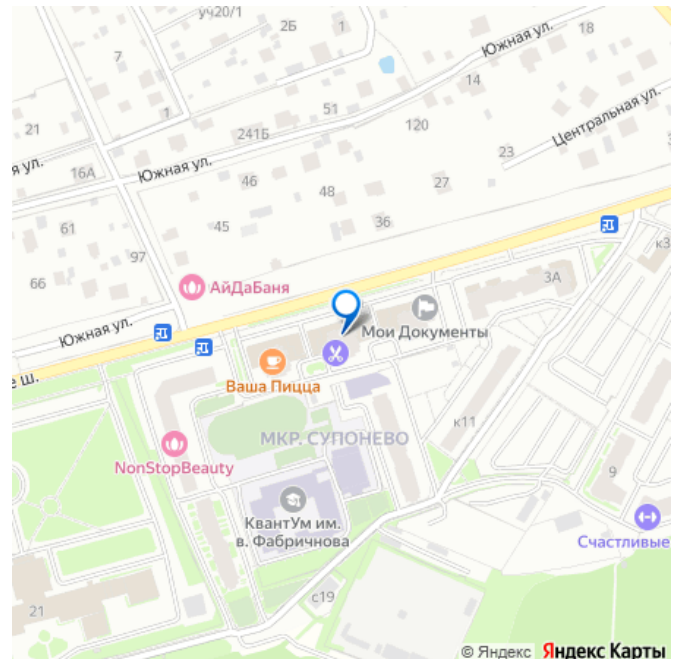 уч20/1
2Б
1
Южная ул.
18
7
14
1
51
Центральная ул.
21
241Б
120
23
я ул.
16А
Южная ул.
46
48
27
61
45
36
97
к3
66
АйДаБаня
3А
Мои Документы
Южная ул.
е ш.
Ваша Пицца
к11
МКР. СУПОНЕВО
NonStopBeauty
9
КвантУм им.
в. Фабричнова
Счастливые
с19
21
© Яндекс Яндекс Карты